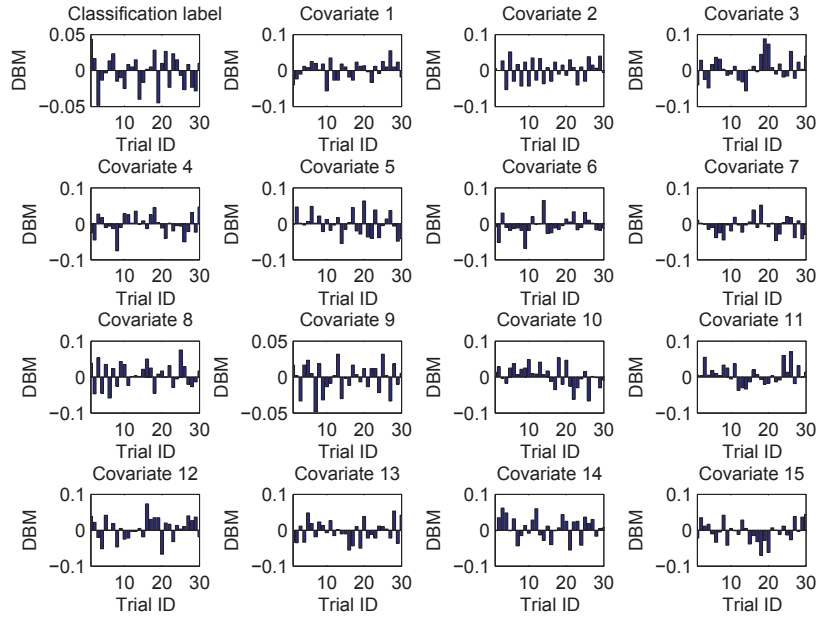 Classification label
0.05
0
−0.05
DBM
10 20 30
Trial ID
Covariate 1
0.1
0
−0.1
DBM
10 20 30
Trial ID
Covariate 2
0.1
0
−0.1
DBM
10 20 30
Trial ID
Covariate 3
0.1
0
−0.1
DBM
10 20 30
Trial ID
Covariate 4
0.1
0
−0.1
DBM
10 20 30
Trial ID
Covariate 5
0.1
0
−0.1
DBM
10 20 30
Trial ID
Covariate 6
0.1
0
−0.1
DBM
10 20 30
Trial ID
Covariate 7
0.1
0
−0.1
DBM
10 20 30
Trial ID
Covariate 8
0.1
0
−0.1
DBM
10 20 30
Trial ID
Covariate 9
0.05
0
−0.05
DBM
10 20 30
Trial ID
Covariate 10
0.1
0
−0.1
DBM
10 20 30
Trial ID
Covariate 11
0.1
0
−0.1
DBM
10 20 30
Trial ID
Covariate 12
0.1
0
−0.1
DBM
10 20 30
Trial ID
Covariate 13
0.1
0
−0.1
DBM
10 20 30
Trial ID
Covariate 14
0.1
0
−0.1
DBM
10 20 30
Trial ID
Covariate 15
0.1
0
−0.1
DBM
10 20 30
Trial ID